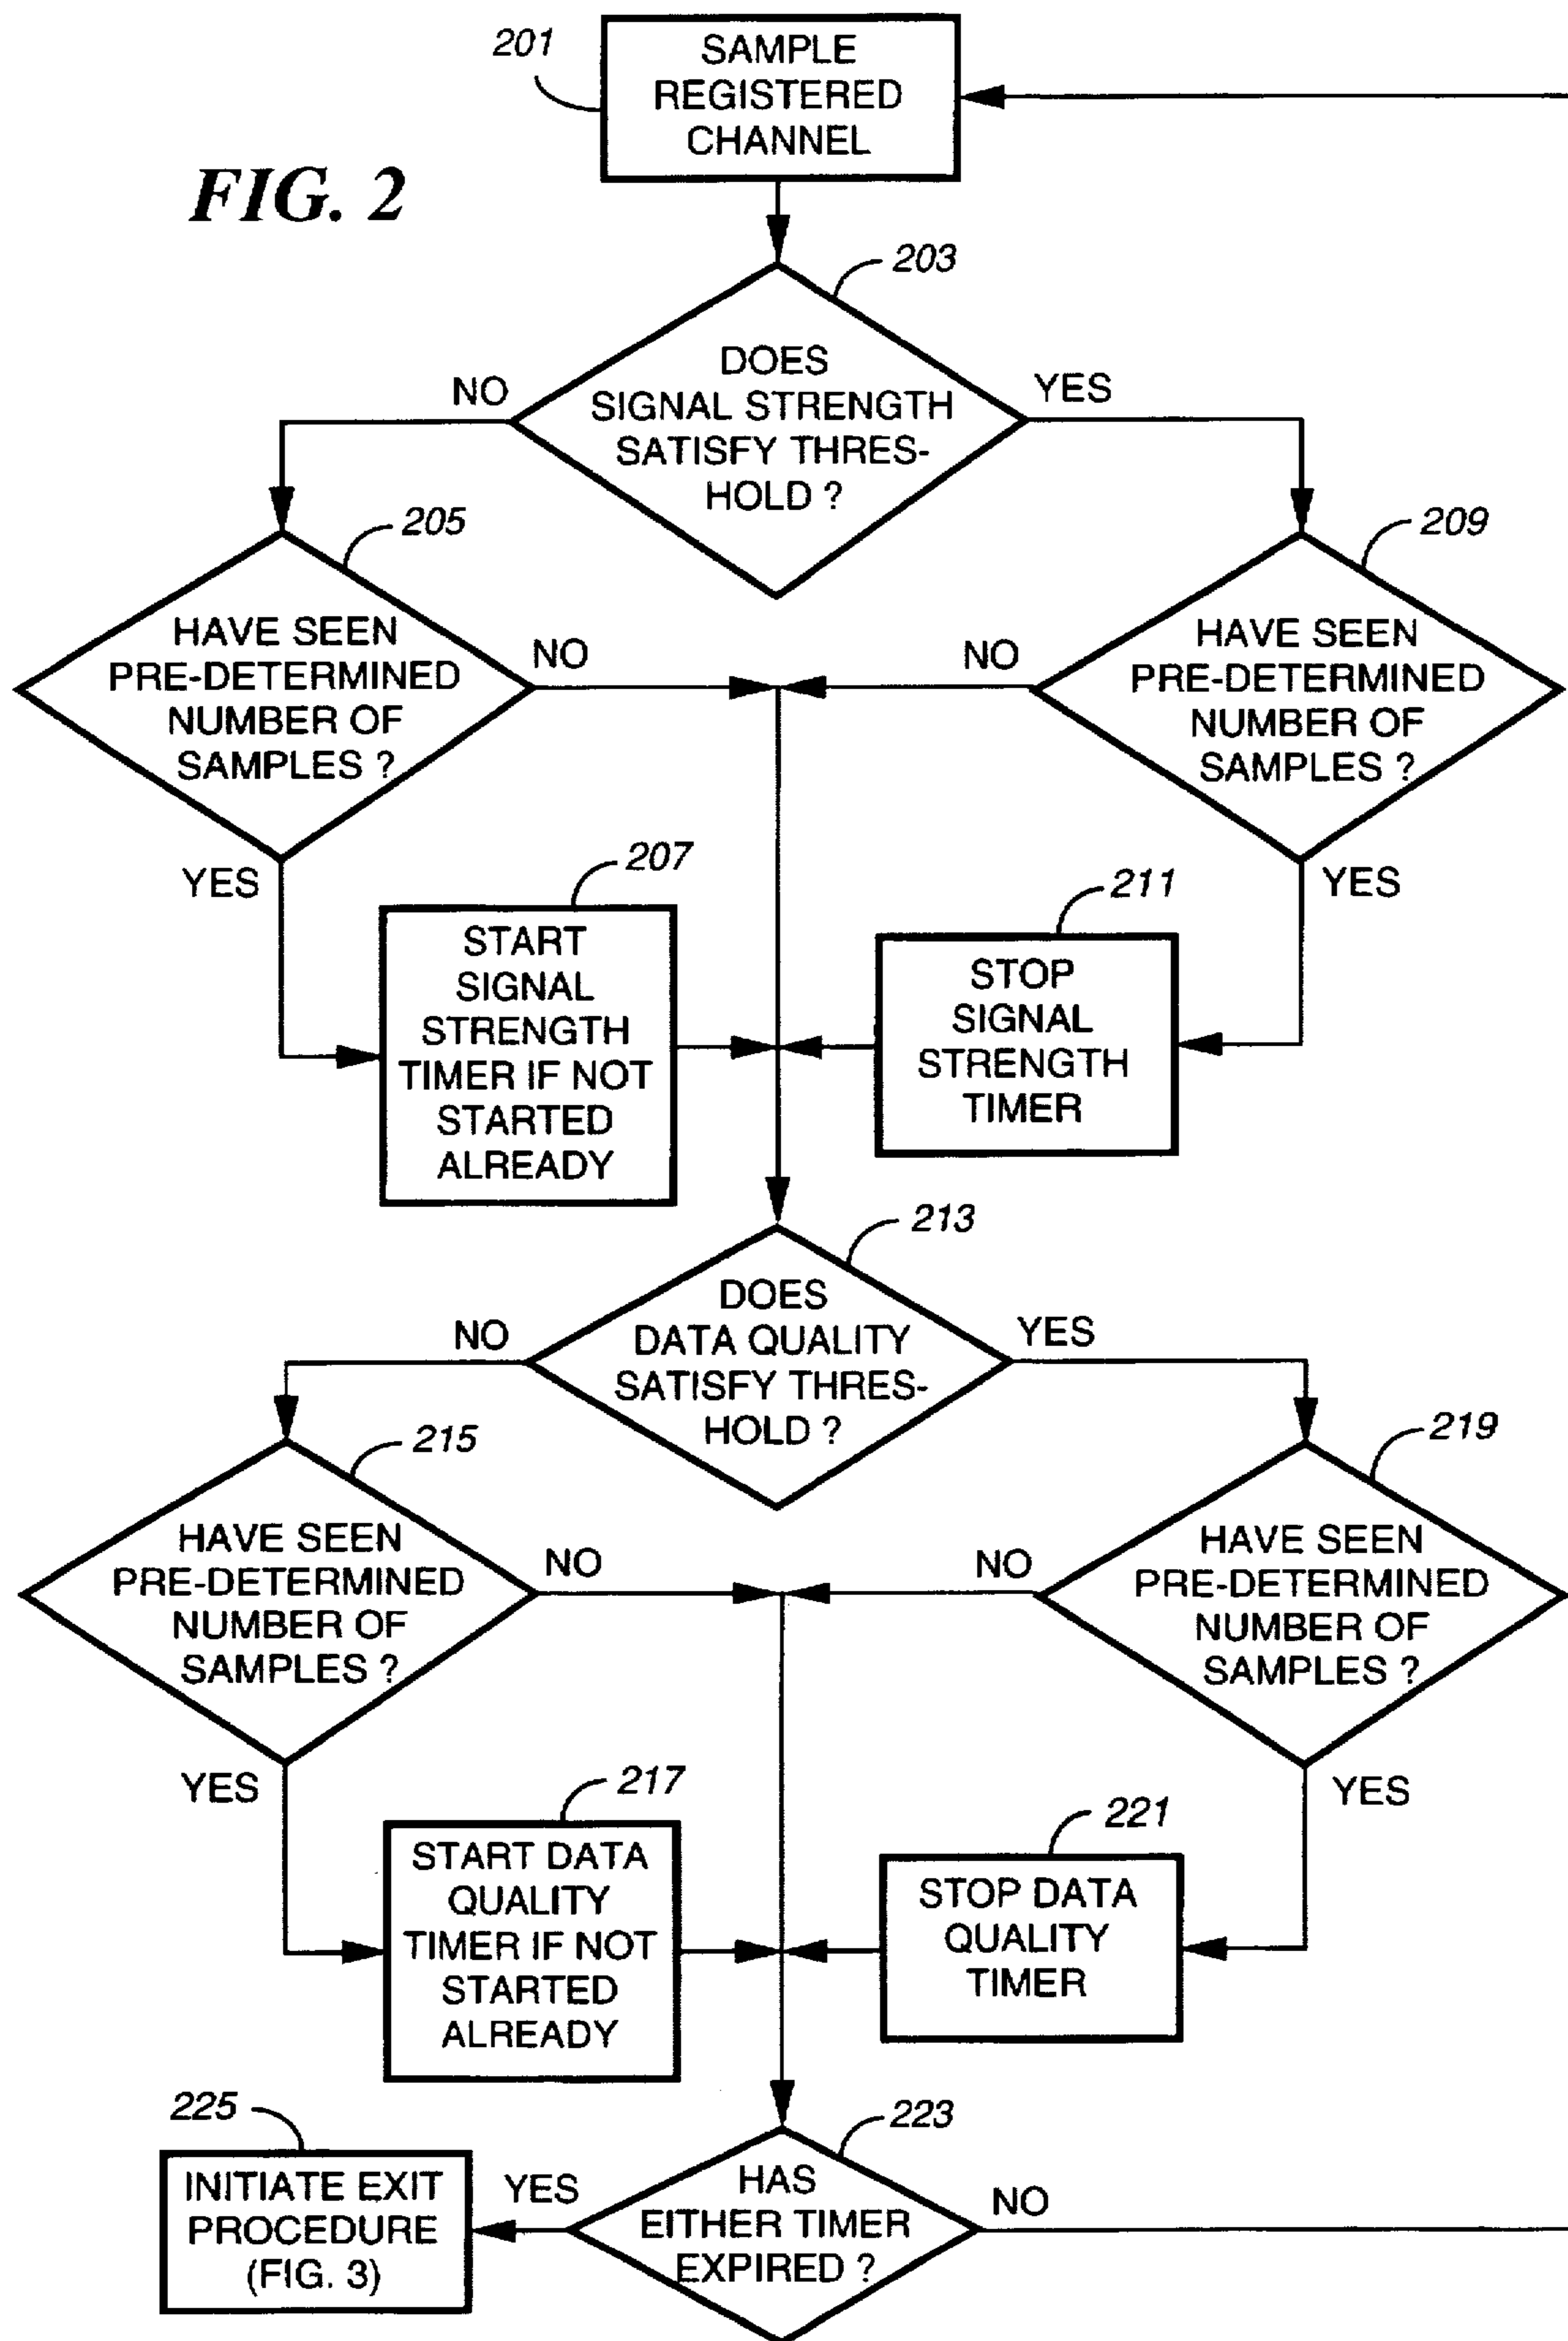 201
SAMPLE
REGISTERED
CHANNEL
FIG. 2
203
DOES
SIGNAL STRENGTH
SATISFY THRES-
HOLD ?
NO
YES
205
HAVE SEEN
PRE-DETERMINED
NUMBER OF
SAMPLES ?
NO
YES
209
HAVE SEEN
PRE-DETERMINED
NUMBER OF
SAMPLES ?
NO
YES
207
START
SIGNAL
STRENGTH
TIMER IF NOT
STARTED
ALREADY
211
STOP
SIGNAL
STRENGTH
TIMER
213
DOES
DATA QUALITY
SATISFY THRES-
HOLD ?
NO
YES
215
HAVE SEEN
PRE-DETERMINED
NUMBER OF
SAMPLES ?
NO
YES
219
HAVE SEEN
PRE-DETERMINED
NUMBER OF
SAMPLES ?
NO
YES
217
START DATA
QUALITY
TIMER IF NOT
STARTED
ALREADY
221
STOP DATA
QUALITY
TIMER
223
HAS
EITHER TIMER
EXPIRED ?
YES
NO
225
INITIATE EXIT
PROCEDURE
(FIG. 3)